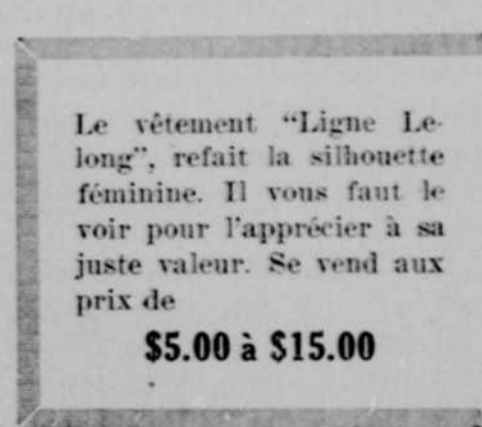 Le vêtement “Ligne Le-
long”, refait la silhouette
féminine. Il vous faut le
voir pour l'apprécier à sa
juste valeur. Se vend aux
prix de
$5.00 à $15.00